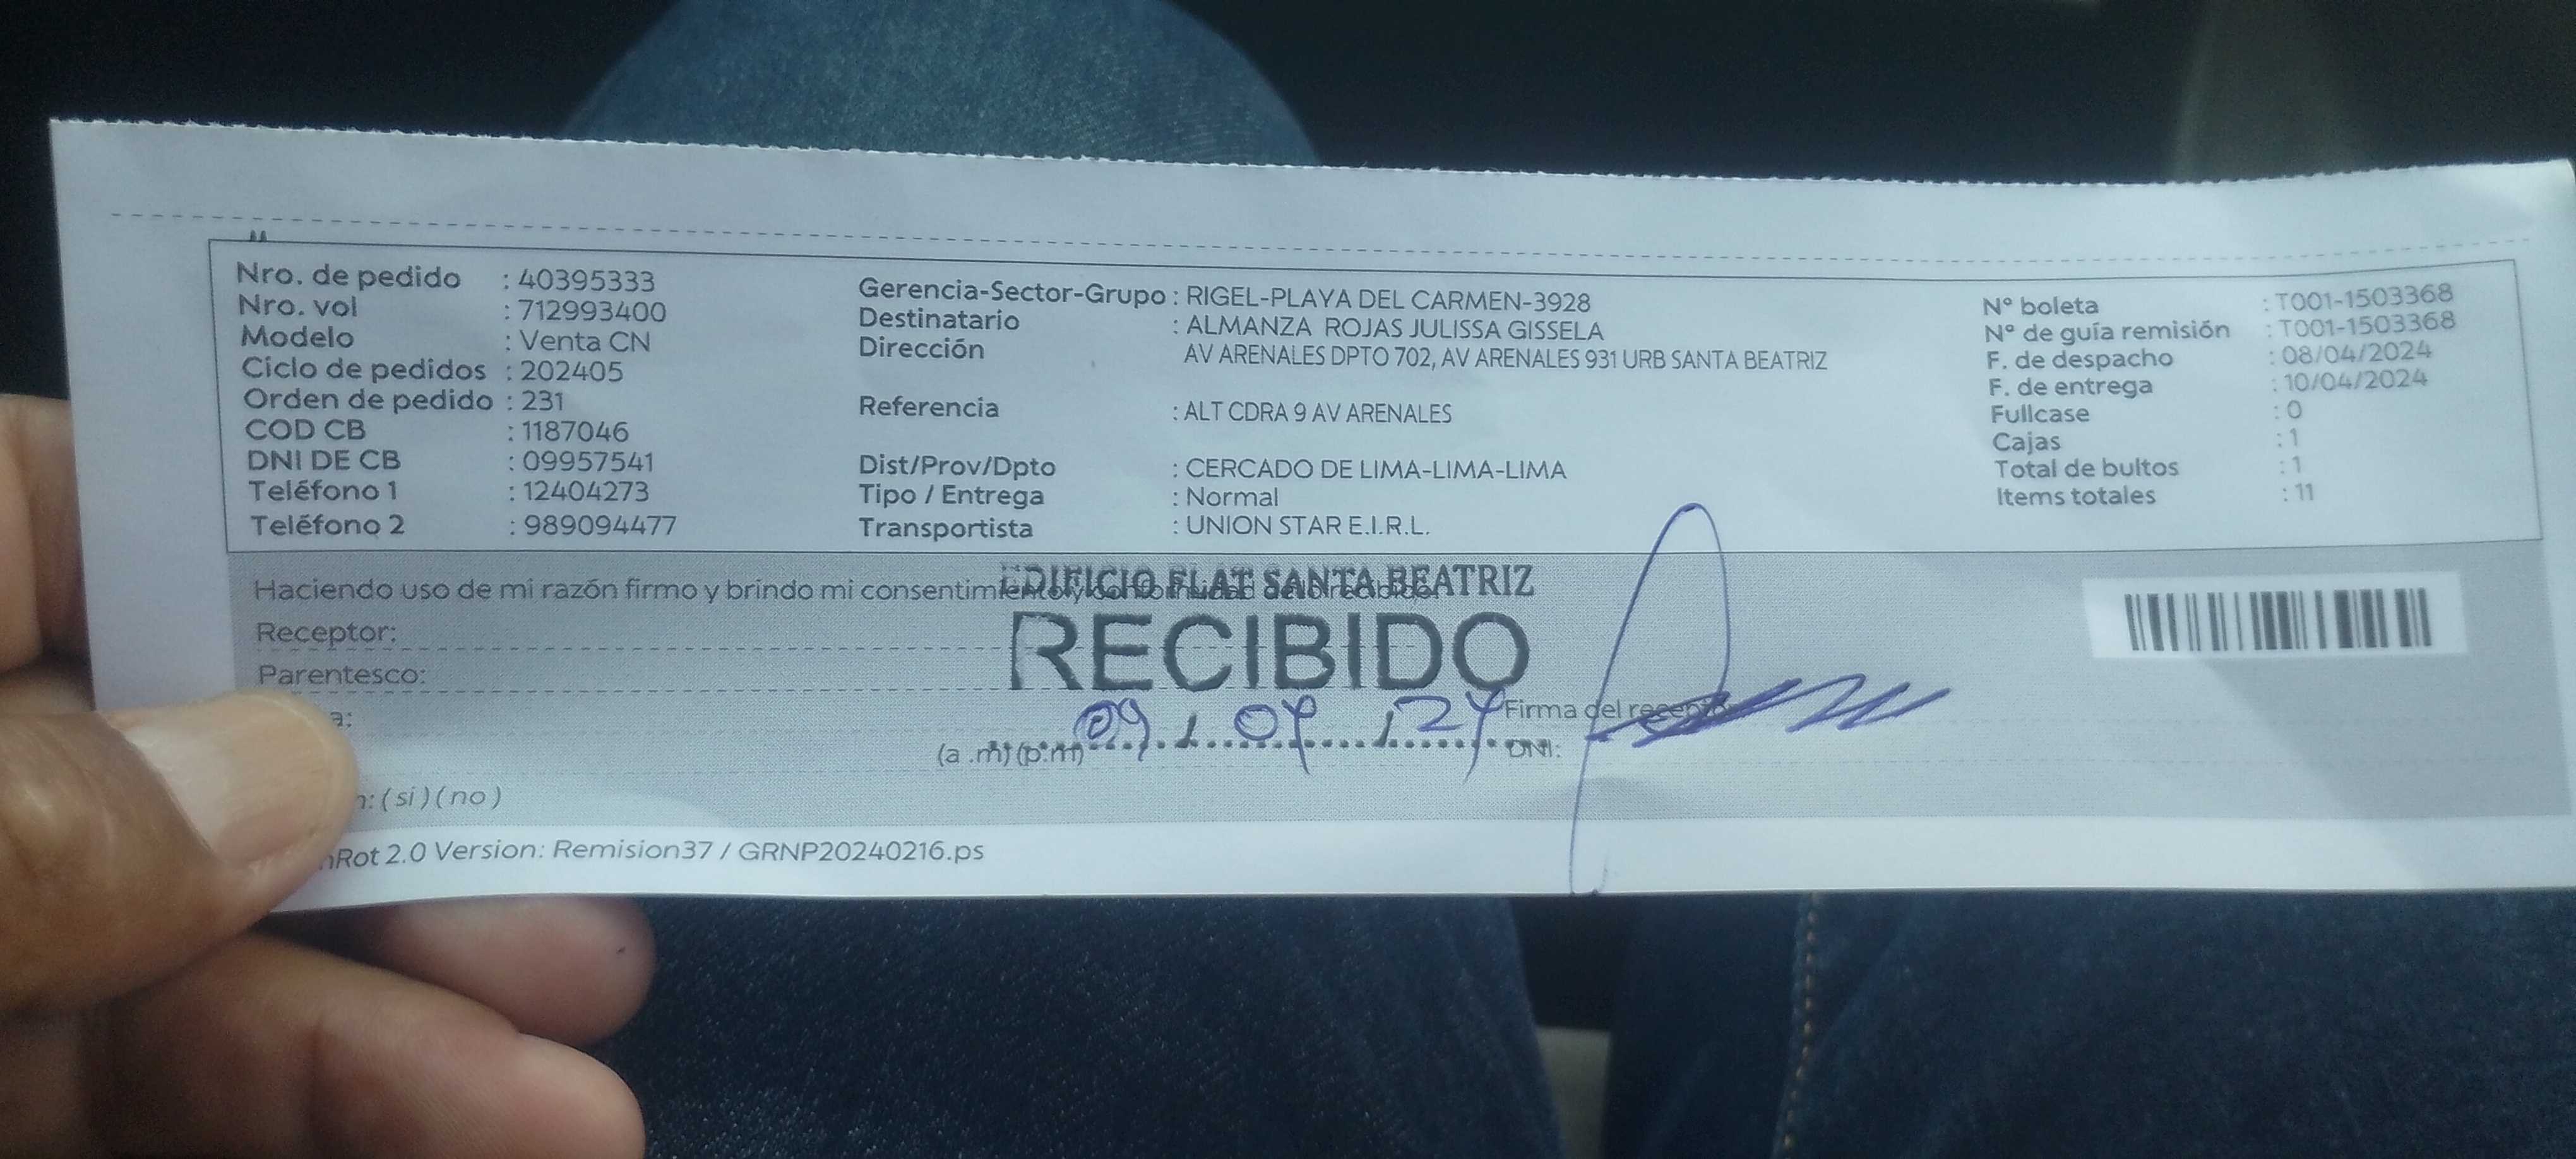 Nro. de pedido : 40395333
Nro. vol : 712993400
Modelo : Venta CN
Ciclo de pedidos : 202405
Orden de pedido : 231
COD CB : 1187046
DNI DE CB : 09957541
Teléfono 1 : 12404273
Teléfono 2 : 989094477
Gerencia-Sector-Grupo : RIGEL-PLAYA DEL CARMEN-3928
Destinatario : ALMANZA ROJAS JULISSA GISSELA
Dirección AV ARENALES DPTO 702, AV ARENALES 931 URB SANTA BEATRIZ
Referencia : ALT CDRA 9 AV ARENALES
Dist/Prov/Dpto : CERCADO DE LIMA-LIMA-LIMA
Tipo / Entrega : Normal
Transportista : UNION STAR E.I.R.L.
Nº boleta : T001-1503368
Nº de guía remisión : T001-1503368
F. de despacho : 08/04/2024
F. de entrega : 10/04/2024
Fullcase : 0
Cajas : 1
Total de bultos : 1
Items totales : 11
Haciendo uso de mi razón firmo y brindo mi consentimiento y conformidad
EDIFICIO FLAT SANTA BEATRIZ
RECIBIDO
Receptor:
Parentesco:
09 / 04 / 24
(a .m) (p.m)
Firma del receptor
DNI:
(si) (no)
Rot 2.0 Version: Remision37 / GRNP20240216.ps